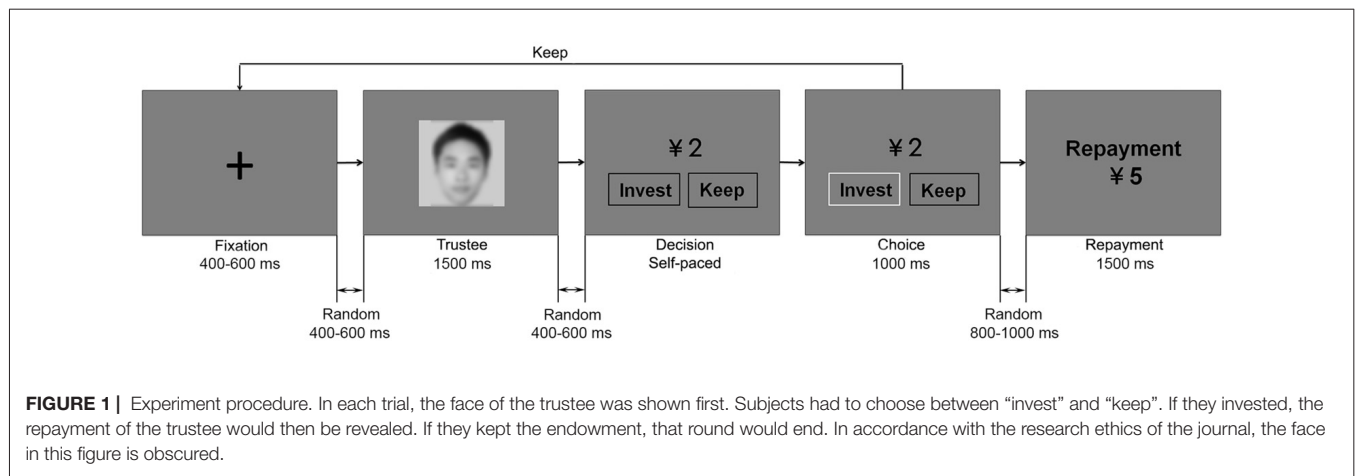 Keep
+
¥ 2
Invest
Keep
¥ 2
Invest
Keep
Repayment
¥ 5
Fixation
400-600 ms
Trustee
1500 ms
Decision
Self-paced
Choice
1000 ms
Repayment
1500 ms
Random
400-600 ms
Random
400-600 ms
Random
800-1000 ms
FIGURE 1 | Experiment procedure. In each trial, the face of the trustee was shown first. Subjects had to choose between “invest” and “keep”. If they invested, the
repayment of the trustee would then be revealed. If they kept the endowment, that round would end. In accordance with the research ethics of the journal, the face
in this figure is obscured.